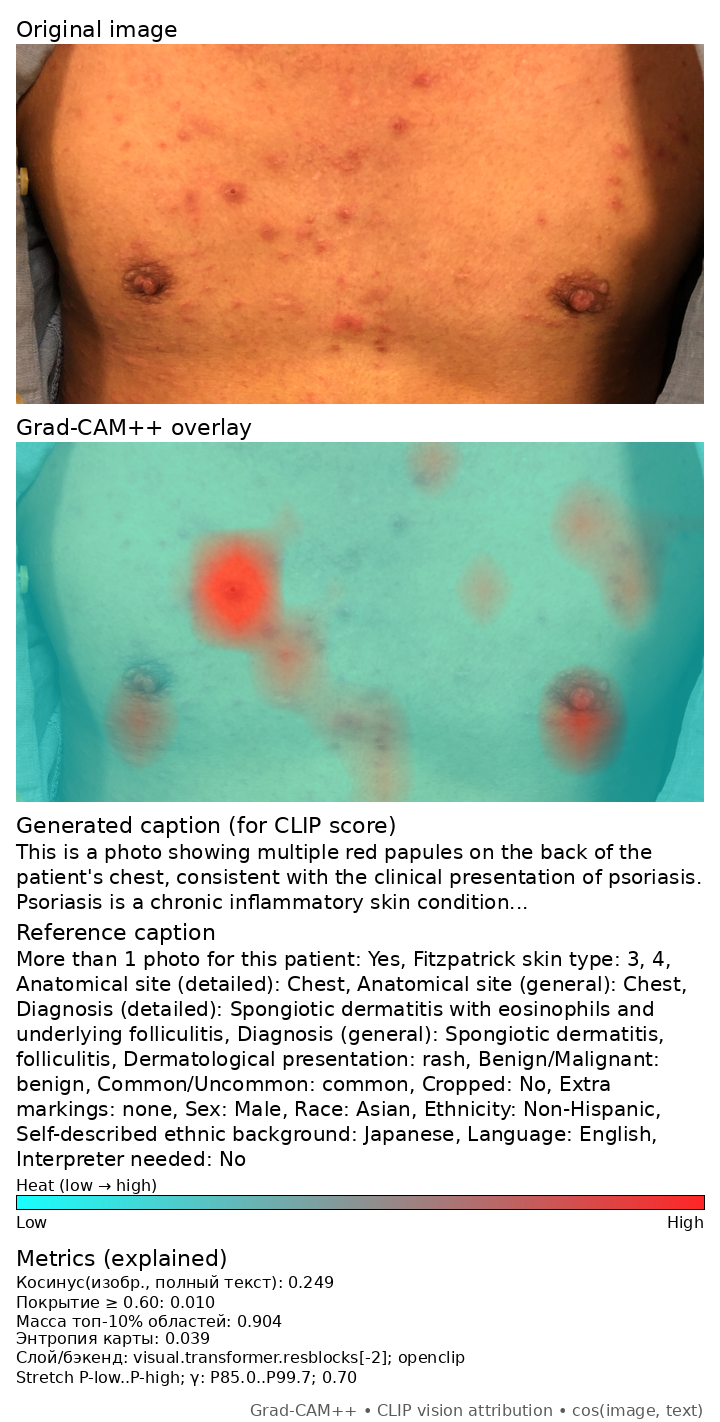 Original image
Grad-CAM++ overlay
Generated caption (for CLIP score)
This is a photo showing multiple red papules on the back of the
patient's chest, consistent with the clinical presentation of psoriasis.
Psoriasis is a chronic inflammatory skin condition...
Reference caption
More than 1 photo for this patient: Yes, Fitzpatrick skin type: 3, 4,
Anatomical site (detailed): Chest, Anatomical site (general): Chest,
Diagnosis (detailed): Spongiotic dermatitis with eosinophils and
underlying folliculitis, Diagnosis (general): Spongiotic dermatitis,
folliculitis, Dermatological presentation: rash, Benign/Malignant:
benign, Common/Uncommon: common, Cropped: No, Extra
markings: none, Sex: Male, Race: Asian, Ethnicity: Non-Hispanic,
Self-described ethnic background: Japanese, Language: English,
Interpreter needed: No
Heat (low → high)
Low High
Metrics (explained)
Косинус(изобр., полный текст): 0.249
Покрытие ≥ 0.60: 0.010
Масса топ-10% областей: 0.904
Энтропия карты: 0.039
Слой/бэкенд: visual.transformer.resblocks[-2]; openclip
Stretch P-low..P-high; γ: P85.0..P99.7; 0.70
Grad-CAM++ • CLIP vision attribution • cos(image, text)